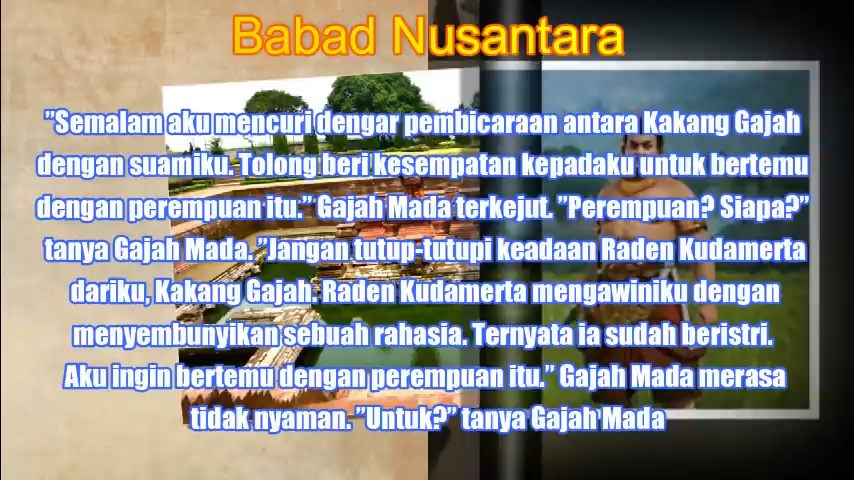 Babad Nusantara
”Semalam aku mencuri dengar pembicaraan antara Kakang Gajah
dengan suamiku. Tolong beri kesempatan kepadaku untuk bertemu
dengan perempuan itu.” Gajah Mada terkejut. ”Perempuan? Siapa?”
tanya Gajah Mada. ”Jangan tutup-tutupi keadaan Raden Kudamerta
dariku, Kakang Gajah. Raden Kudamerta mengawiniku dengan
menyembunyikan sebuah rahasia. Ternyata ia sudah beristri.
Aku ingin bertemu dengan perempuan itu.” Gajah Mada merasa
tidak nyaman. ”Untuk?” tanya Gajah Mada